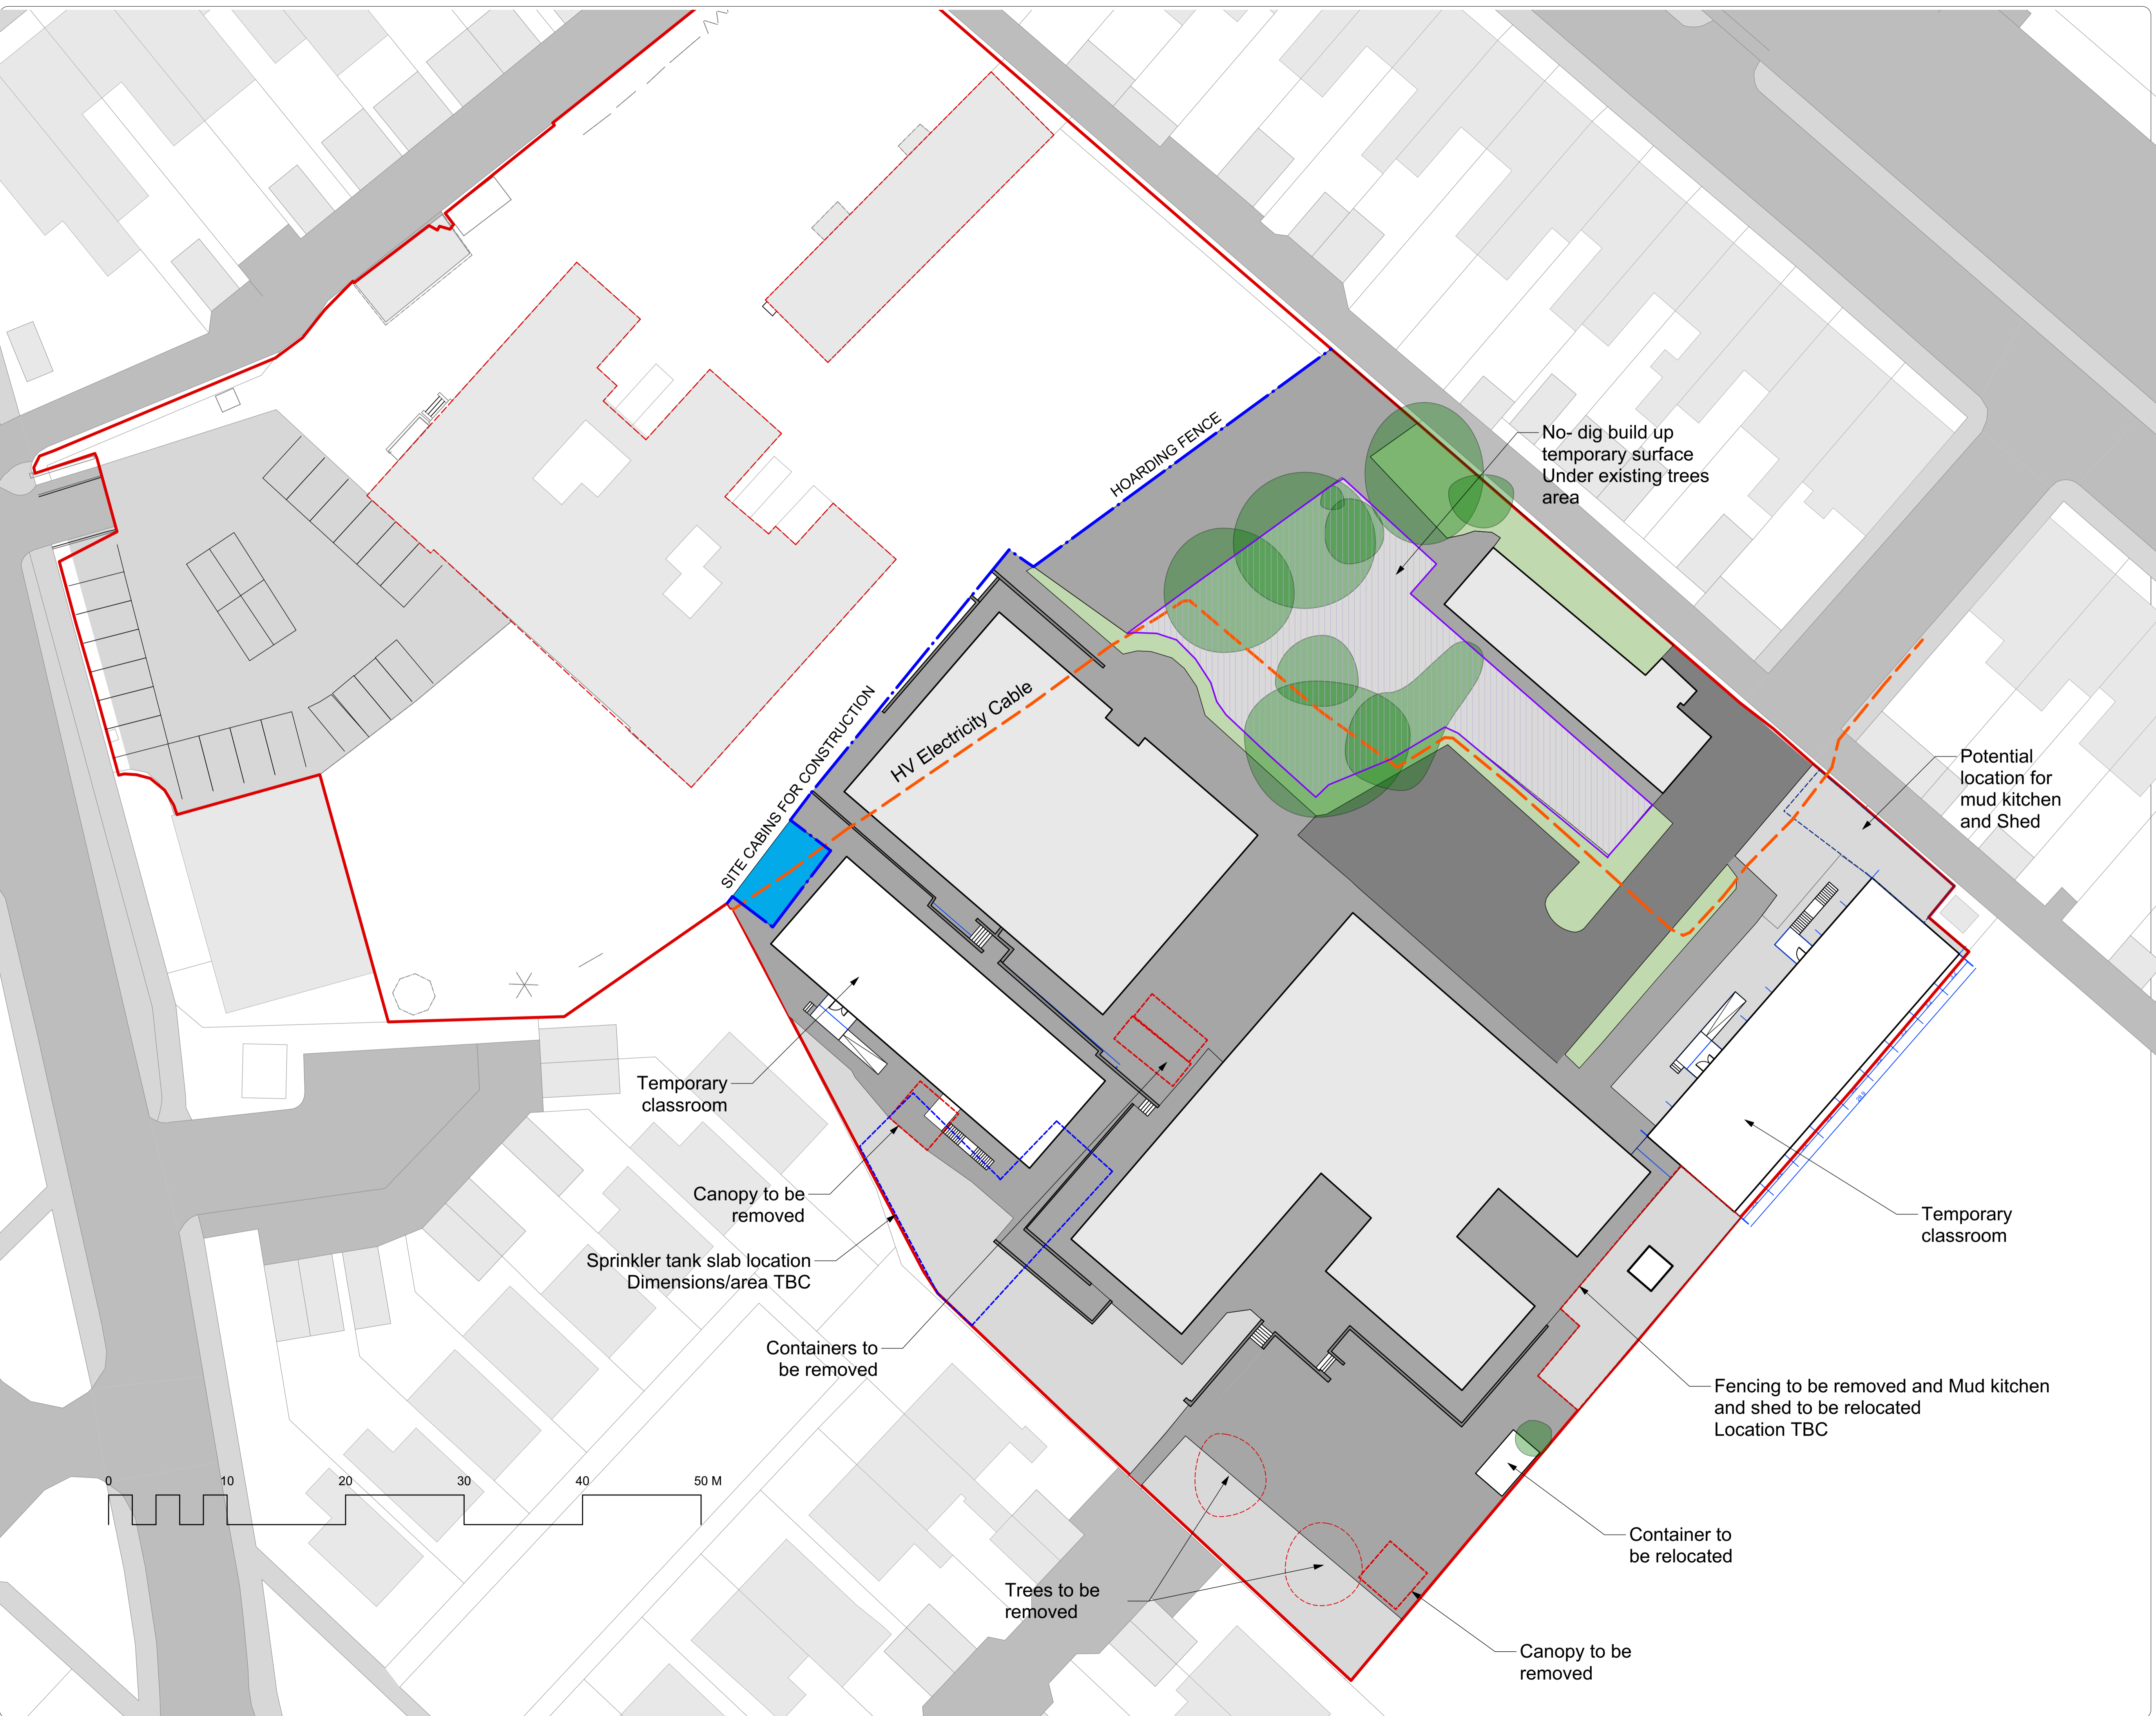 HOARDING FENCE
No- dig build up
temporary surface
Under existing trees
area
SITE CABINS FOR CONSTRUCTION
HV Electricity Cable
Potential
location for
mud kitchen
and Shed
Temporary
classroom
Canopy to be
removed
Sprinkler tank slab location
Dimensions/area TBC
Containers to
be removed
Temporary
classroom
Fencing to be removed and Mud kitchen
and shed to be relocated
Location TBC
0 10 20 30 40 50 M
Container to
be relocated
Trees to be
removed
Canopy to be
removed